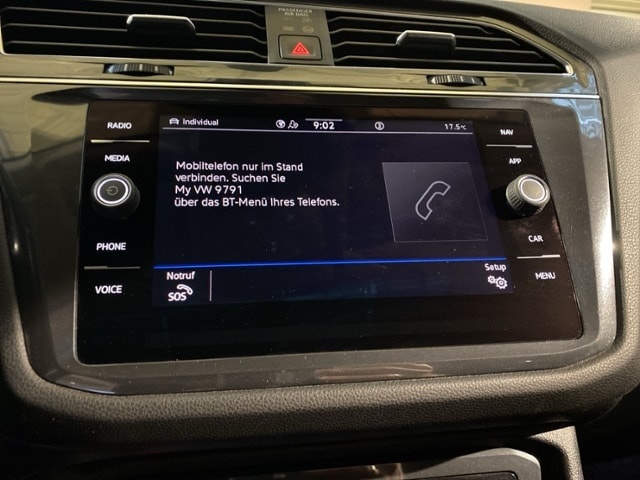 PASSENGER
AIR BAG
RADIO
Individual
9:02
17.5°C
NAV
MEDIA
APP
Mobiltelefon nur im Stand
verbinden. Suchen Sie
My VW 9791
über das BT-Menü Ihres Telefons.
PHONE
CAR
Notruf
SOS
Setup
VOICE
MENU